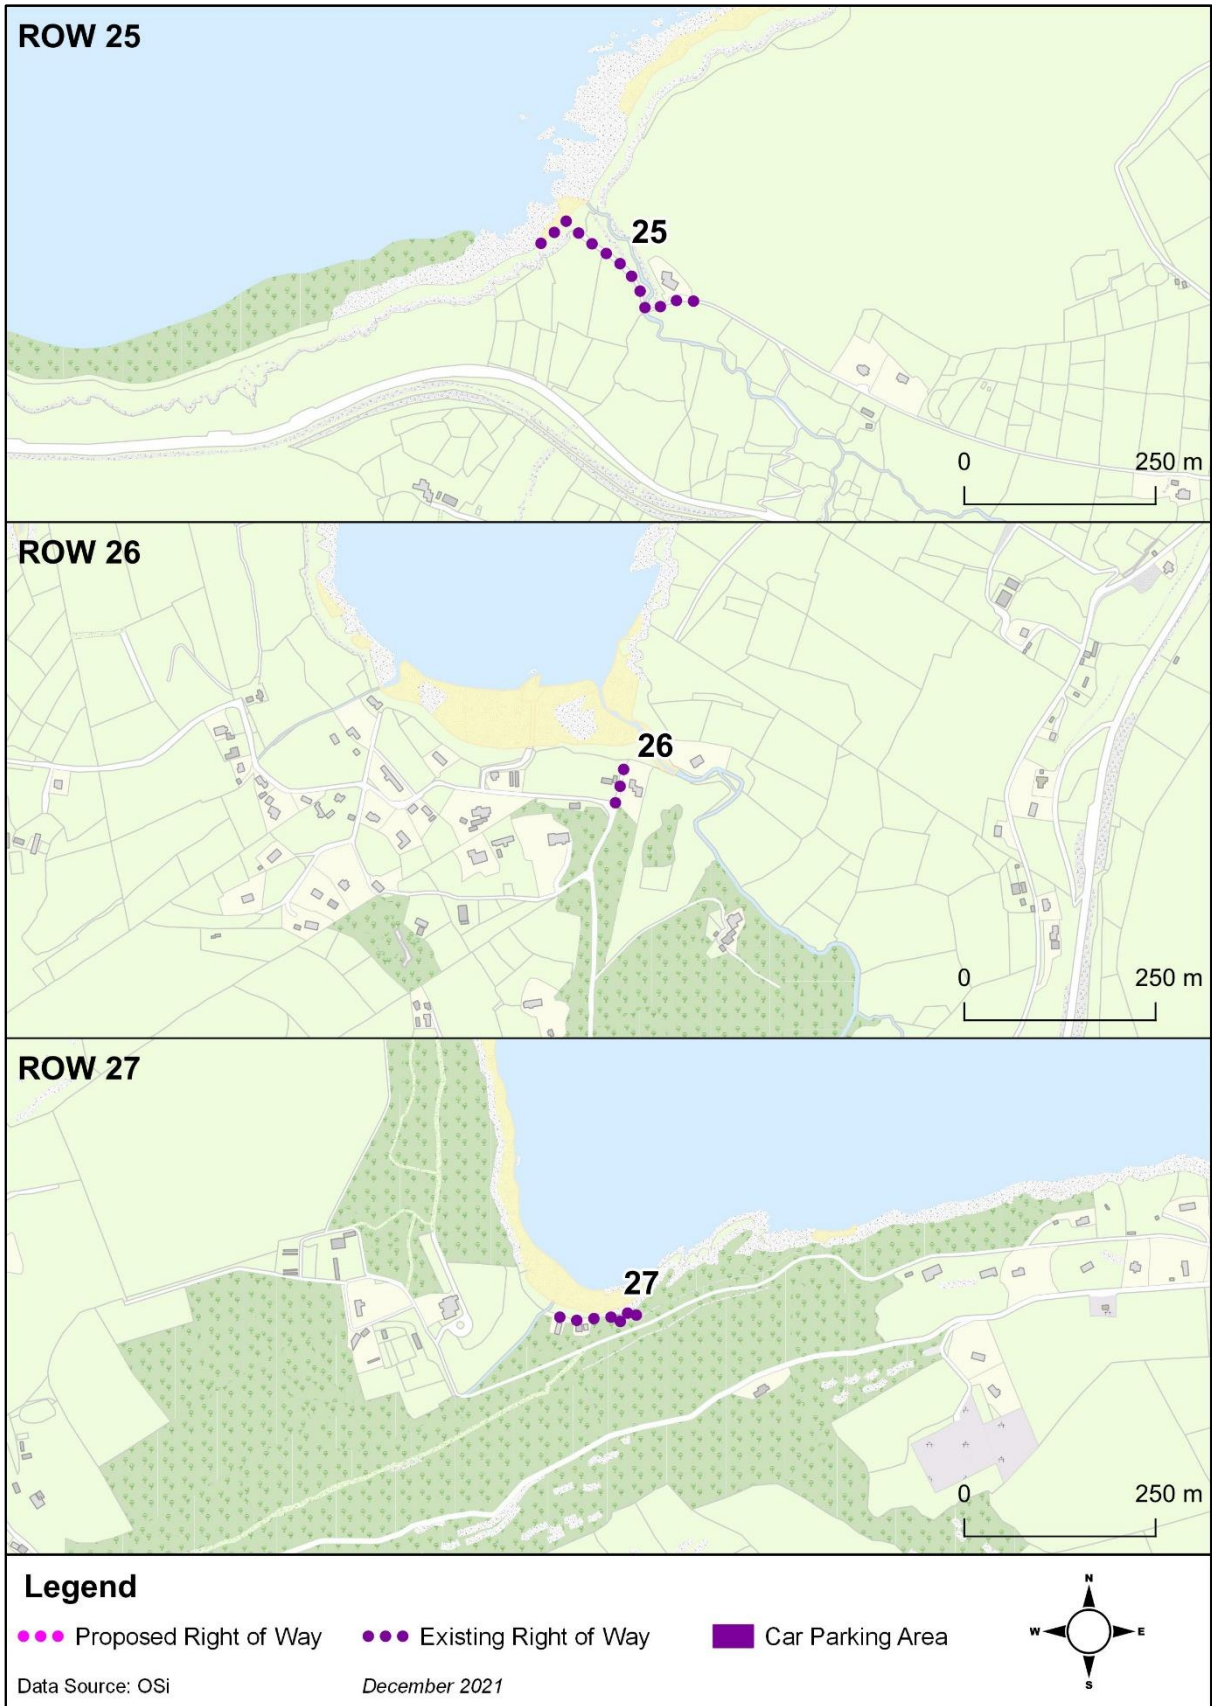 ROW 25
25
0 250 m
ROW 26
26
0 250 m
ROW 27
27
0 250 m
Legend
Proposed Right of Way Existing Right of Way Car Parking Area
Data Source: OSi December 2021
N
W E
S